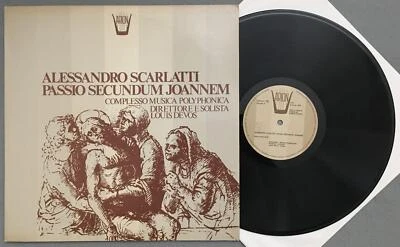 ARION
ALESSANDRO SCARLATTI
PASSIO SECUNDUM JOANNEM
COMPLESSO MUSICA POLYPHONICA
DIRETTORE E SOLISTA
LOUIS DEVOS
ARION